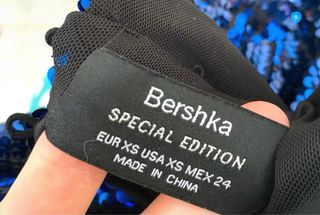 Bershka
SPECIAL EDITION
EUR XS USA XS MEX 24
MADE IN CHINA